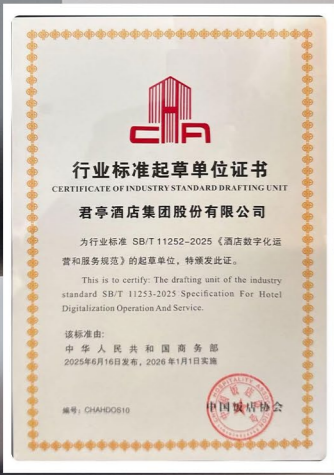 CHA
行业标准起草单位证书
CERTIFICATE OF INDUSTRY STANDARD DRAFTING UNIT
君亭酒店集团股份有限公司
为行业标准 SB/T 11252-2025《酒店数字化运
营和服务规范》的起草单位，特颁发此证。
This is to certify: The drafting unit of the industry
standard SB/T 11253-2025 Specification For Hotel
Digitalization Operation And Service.
该标准由：
中华人民共和国商务部
2025年6月16日发布，2026年1月1日实施
编号：CHAHDOS10
中国饭店协会